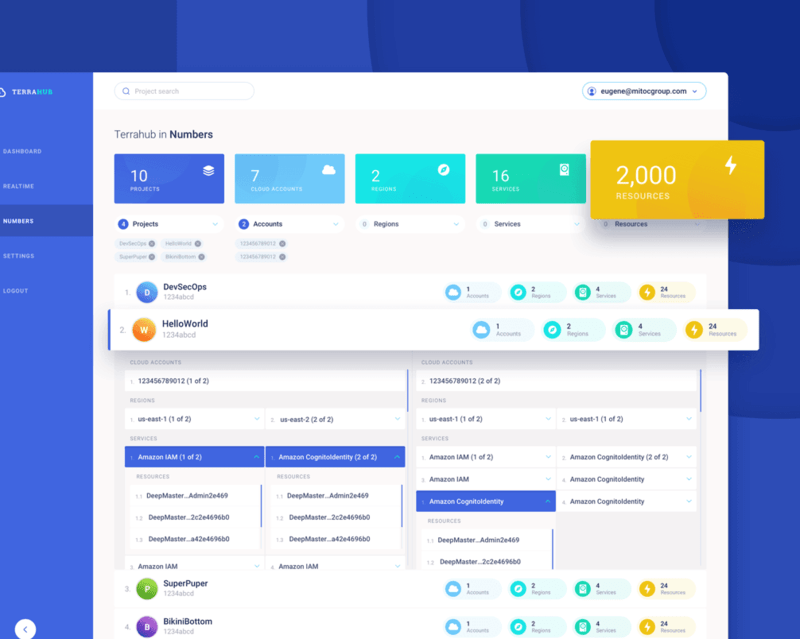 TERRAHUB
DASHBOARD
REALTIME
NUMBERS
SETTINGS
LOGOUT
Project search
eugene@mitocgroup.com
Terrahub in Numbers
10
PROJECTS
7
CLOUD ACCOUNTS
2
REGIONS
16
SERVICES
2,000
RESOURCES
4 Projects
2 Accounts
0 Regions
0 Services
0 Resources
DevSecOps
HelloWorld
SuperPuper
BikiniBottom
123456789012
123456789012
1. D DevSecOps
1234abcd
1 Accounts
2 Regions
4 Services
24 Resources
2. W HelloWorld
1234abcd
1 Accounts
2 Regions
4 Services
24 Resources
CLOUD ACCOUNTS
1. 123456789012 (1 of 2)
REGIONS
1. us-east-1 (1 of 2)
2. us-east-2 (2 of 2)
SERVICES
1. Amazon IAM (1 of 2)
1. Amazon CognitoIdentity (2 of 2)
RESOURCES
1.1 DeepMaster...Admin2e469
1.2 DeepMaster...2c2e4696b0
1.3 DeepMaster...a42e4696b0
RESOURCES
1.1 DeepMaster...Admin2e469
1.2 DeepMaster...2c2e4696b0
1.3 DeepMaster...a42e4696b0
3. Amazon IAM
4. Amazon IAM
CLOUD ACCOUNTS
2. 123456789012 (2 of 2)
REGIONS
1. us-east-1 (1 of 2)
2. us-east-1 (1 of 2)
SERVICES
1. Amazon IAM (1 of 2)
2. Amazon CognitoIdentity (2 of 2)
3. Amazon IAM
4. Amazon CognitoIdentity
Amazon CognitoIdentity
Amazon CognitoIdentity
RESOURCES
1.1 DeepMaster...Admin2e469
1.2 DeepMaster...2c2e4696b0
3. P SuperPuper
1234abcd
1 Accounts
2 Regions
4 Services
24 Resources
4. B BikiniBottom
1234abcd
1 Accounts
2 Regions
4 Services
24 Resources